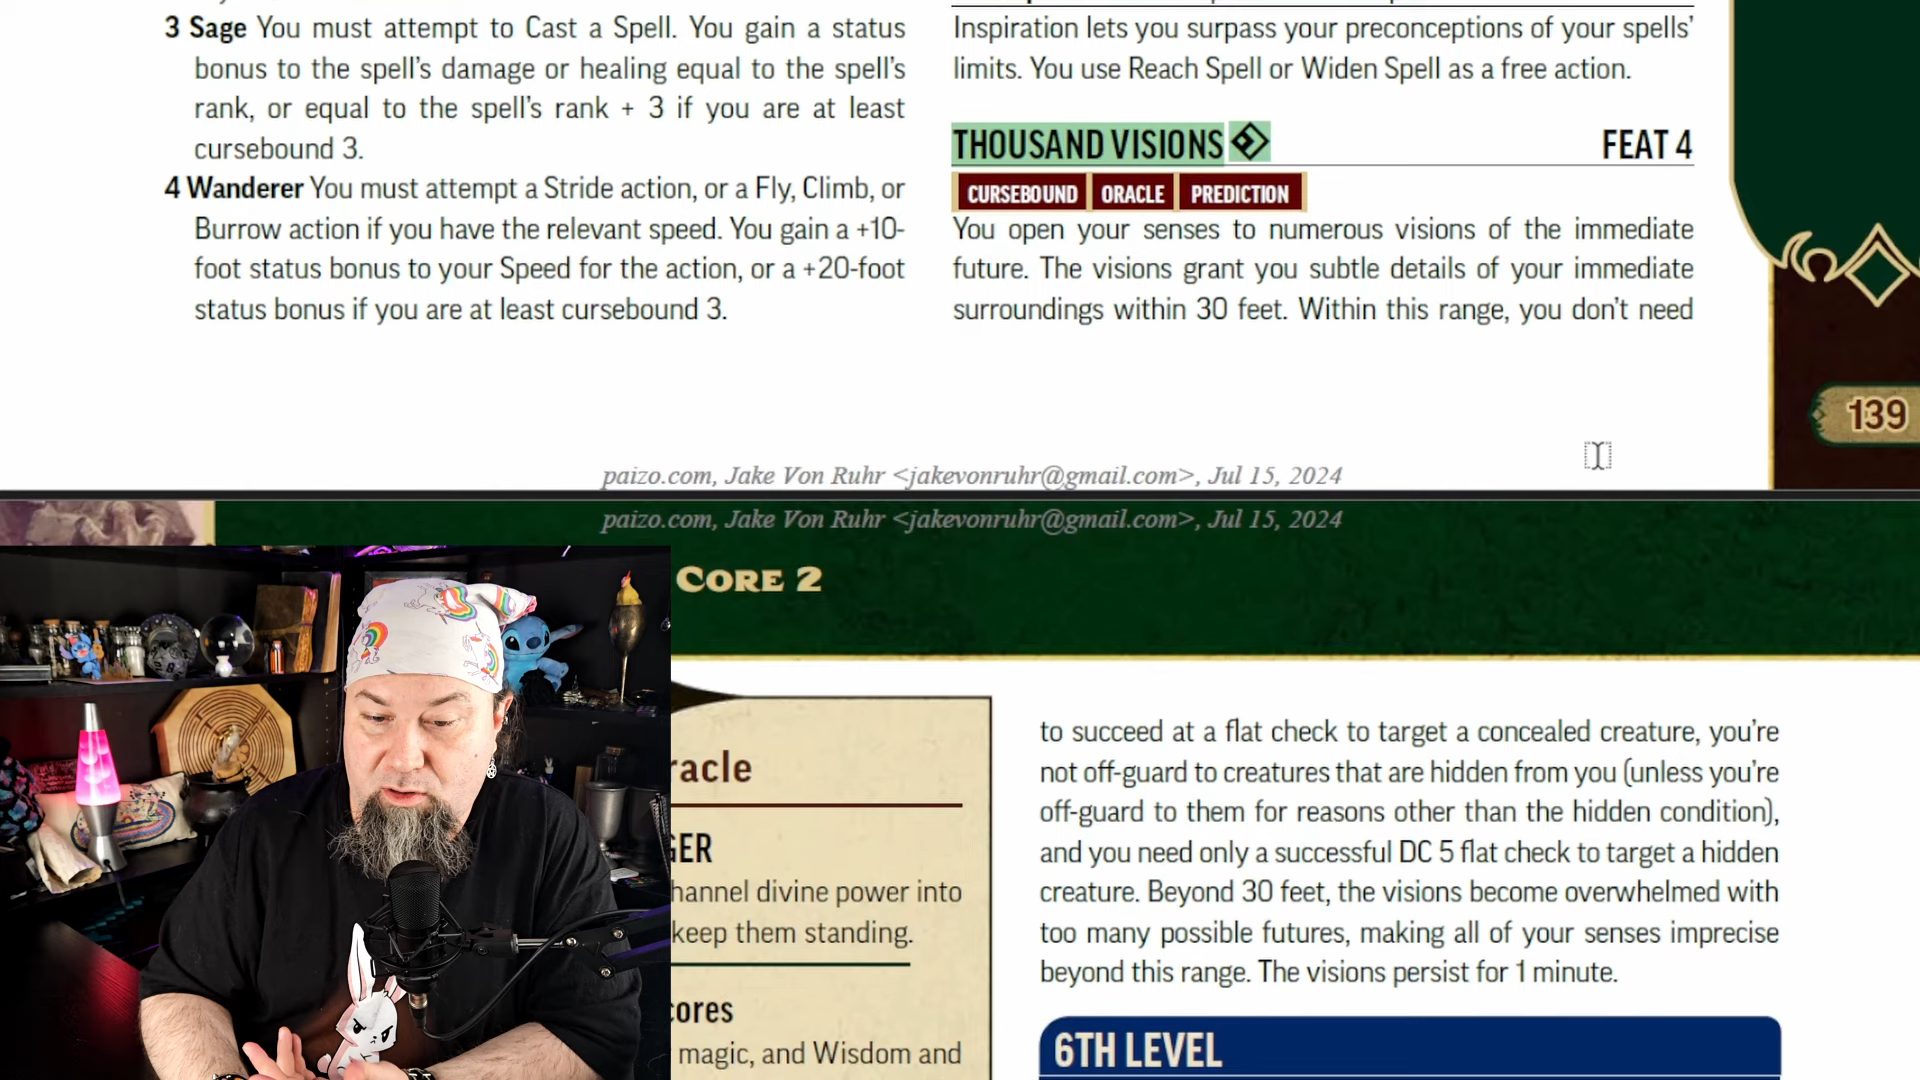 3 Sage You must attempt to Cast a Spell. You gain a status
bonus to the spell's damage or healing equal to the spell's
rank, or equal to the spell's rank + 3 if you are at least
cursebound 3.
4 Wanderer You must attempt a Stride action, or a Fly, Climb, or
Burrow action if you have the relevant speed. You gain a +10-
foot status bonus to your Speed for the action, or a +20-foot
status bonus if you are at least cursebound 3.
Inspiration lets you surpass your preconceptions of your spells'
limits. You use Reach Spell or Widen Spell as a free action.
THOUSAND VISIONS FEAT 4
CURSEBOUND ORACLE PREDICTION
You open your senses to numerous visions of the immediate
future. The visions grant you subtle details of your immediate
surroundings within 30 feet. Within this range, you don't need
139
paizo.com, Jake Von Ruhr <jakevonruhr@gmail.com>, Jul 15, 2024
paizo.com, Jake Von Ruhr <jakevonruhr@gmail.com>, Jul 15, 2024
CORE 2
racle
GER
hannel divine power into
keep them standing.
cores
magic, and Wisdom and
to succeed at a flat check to target a concealed creature, you're
not off-guard to creatures that are hidden from you (unless you're
off-guard to them for reasons other than the hidden condition),
and you need only a successful DC 5 flat check to target a hidden
creature. Beyond 30 feet, the visions become overwhelmed with
too many possible futures, making all of your senses imprecise
beyond this range. The visions persist for 1 minute.
6TH LEVEL